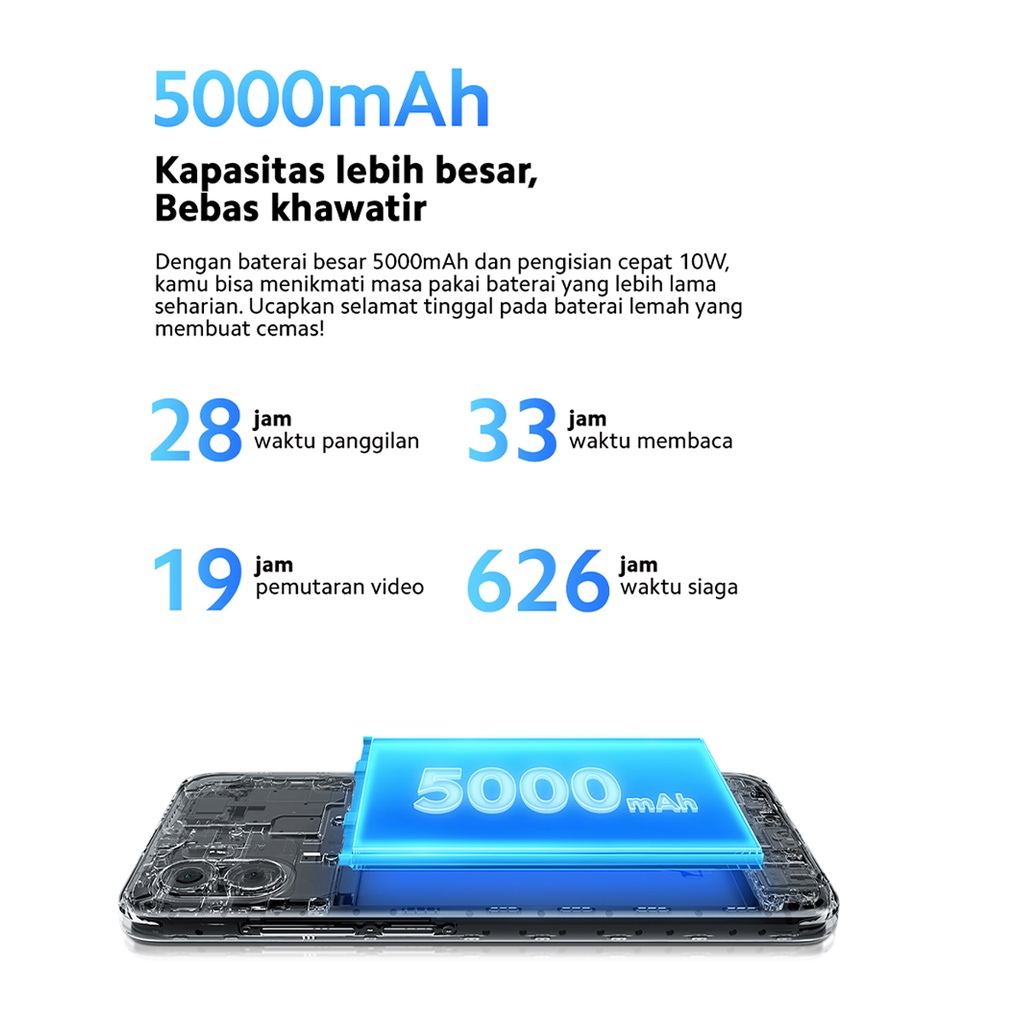 5000mAh
Kapasitas lebih besar,
Bebas khawatir
Dengan baterai besar 5000mAh dan pengisian cepat 10W,
kamu bisa menikmati masa pakai baterai yang lebih lama
seharian. Ucapkan selamat tinggal pada baterai lemah yang
membuat cemas!
28 jam
waktu panggilan
33 jam
waktu membaca
19 jam
pemutaran video
626 jam
waktu siaga
5000 mAh